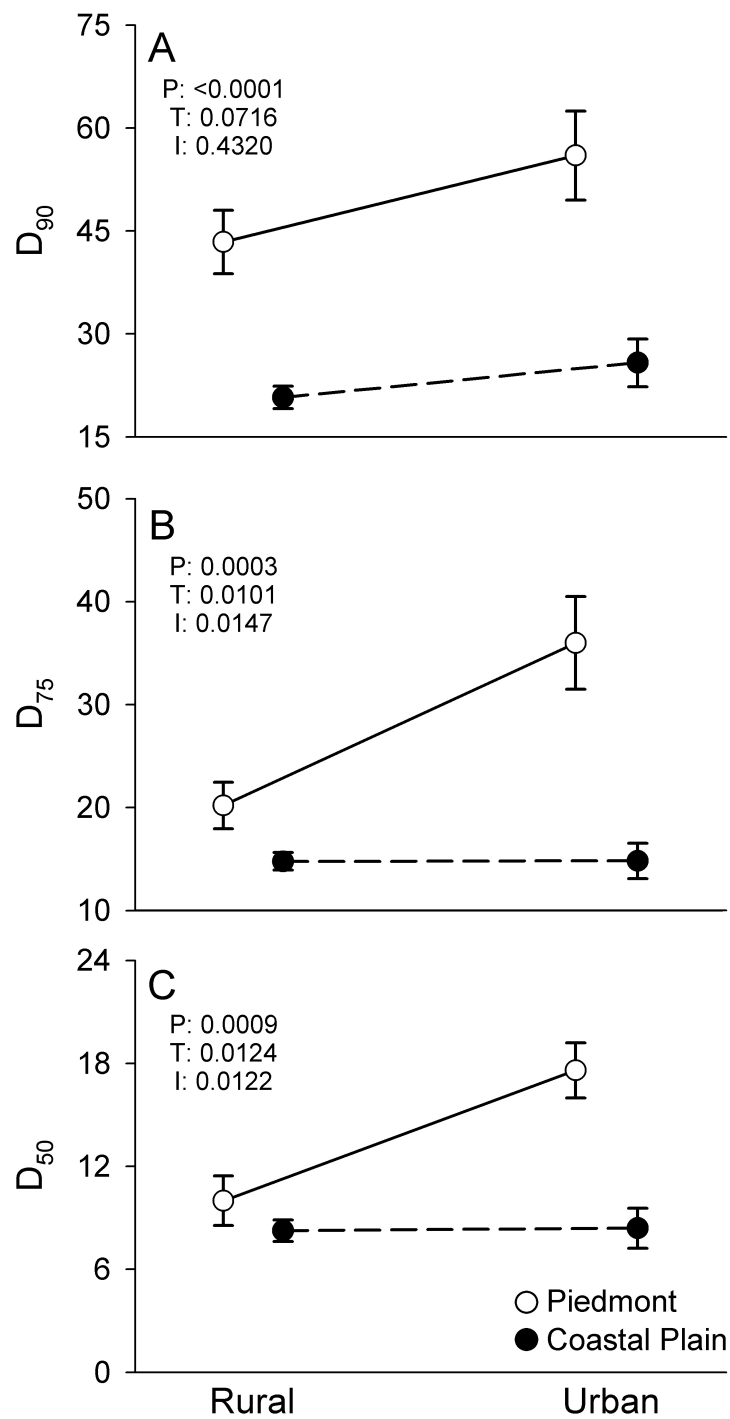 75
A
P: <0.0001
T: 0.0716
I: 0.4320
60
45
30
15
D90
50
B
P: 0.0003
T: 0.0101
I: 0.0147
40
30
20
10
D75
24
C
P: 0.0009
T: 0.0124
I: 0.0122
18
12
6
0
D50
Piedmont
Coastal Plain
Rural Urban